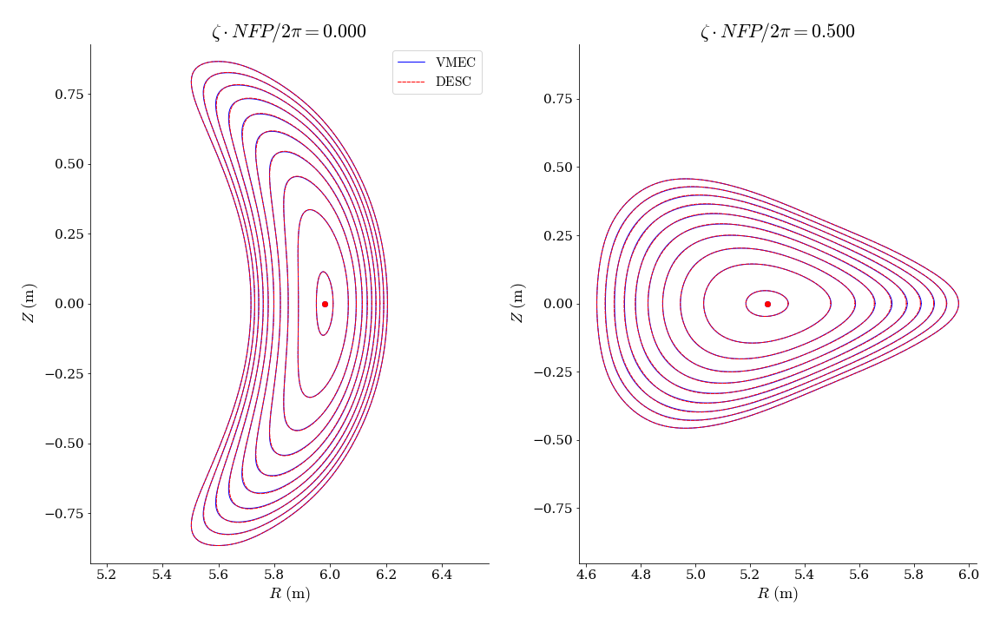 ζ · NFP/2π = 0.000
VMEC
DESC
0.75
0.50
0.25
0.00
−0.25
−0.50
−0.75
Z (m)
5.2 5.4 5.6 5.8 6.0 6.2 6.4
R (m)
ζ · NFP/2π = 0.500
0.75
0.50
0.25
0.00
−0.25
−0.50
−0.75
Z (m)
4.6 4.8 5.0 5.2 5.4 5.6 5.8 6.0
R (m)